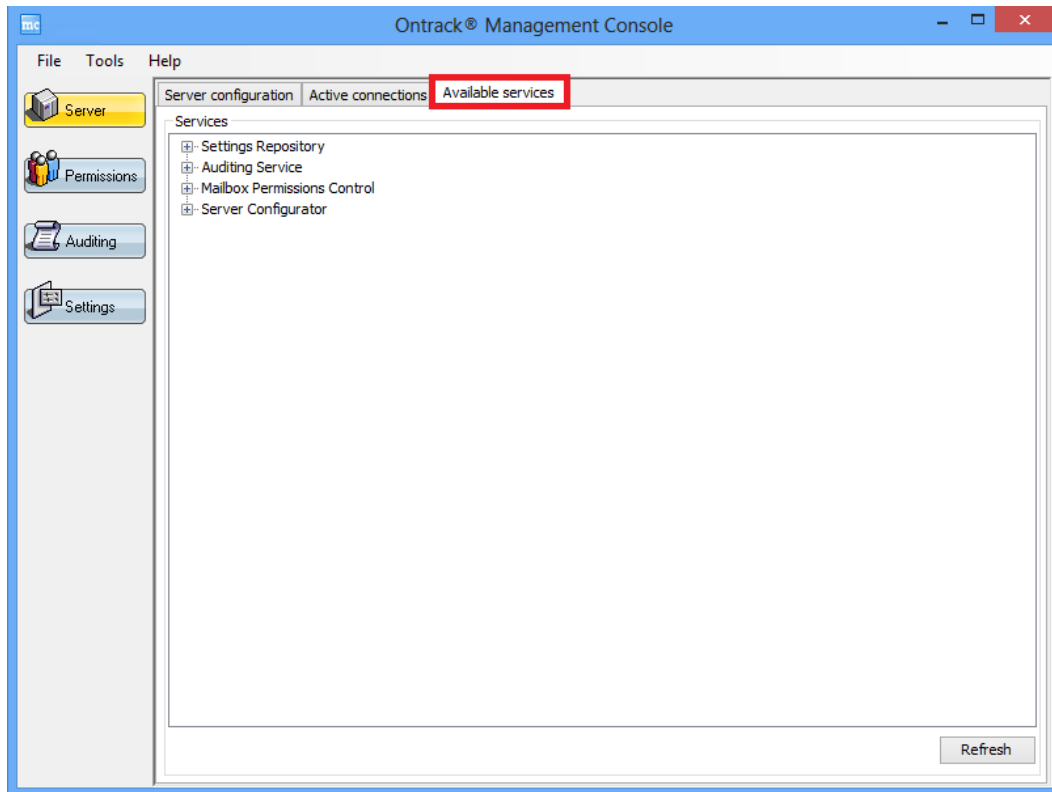 mc
Ontrack® Management Console
File Tools Help
Server
Permissions
Auditing
Settings
Server configuration Active connections Available services
Services
Settings Repository
Auditing Service
Mailbox Permissions Control
Server Configurator
Refresh